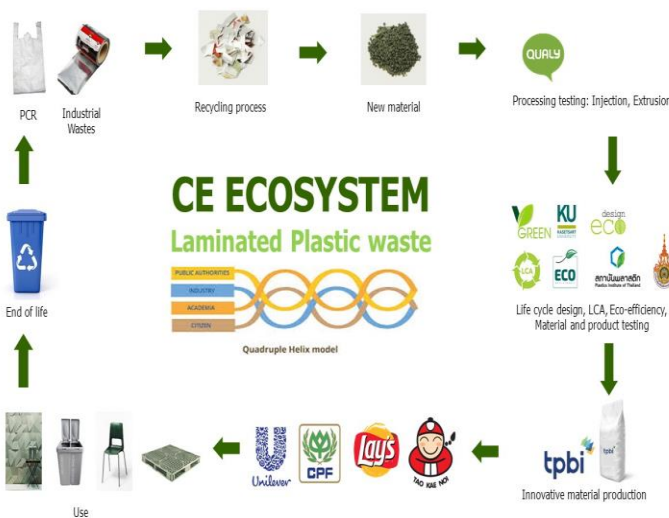 PCR
Industrial
Wastes
Recycling process
New material
QUALY
Processing testing: Injection, Extrusion
CE ECOSYSTEM
Laminated Plastic waste
PUBLIC AUTHORITIES
INDUSTRY
ACADEMIA
CITIZEN
Quadruple Helix model
GREEN
KU
KASETSART
design
eco
LCA
ECO
สถาบันพลาสติก
Plastics Institute of Thailand
Life cycle design, LCA, Eco-efficiency,
Material and product testing
tpbi
tpbi
Innovative material production
TAO KAE NOI
Lay's
CPF
Unilever
Use
End of life